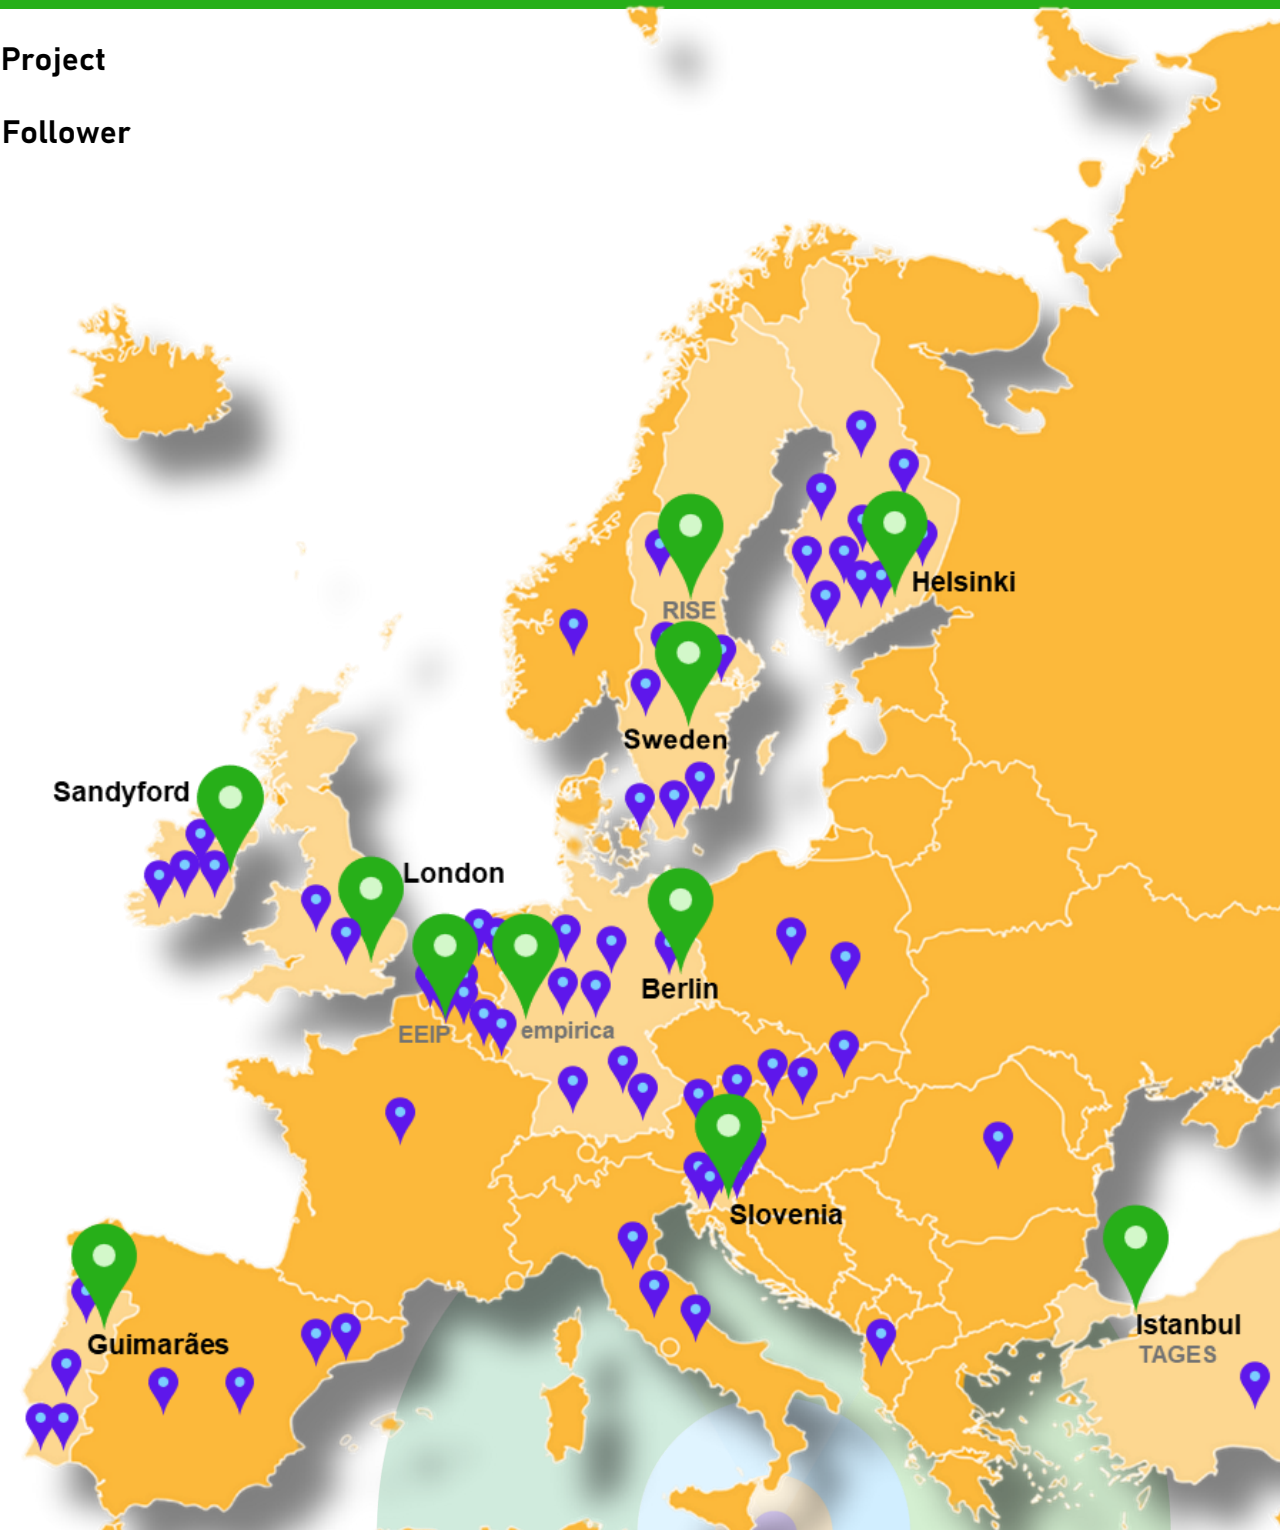 Project
Follower
Helsinki
RISE
Sweden
Sandyford
London
Berlin
EEIP
empirica
Slovenia
Guimarães
Istanbul
TAGES